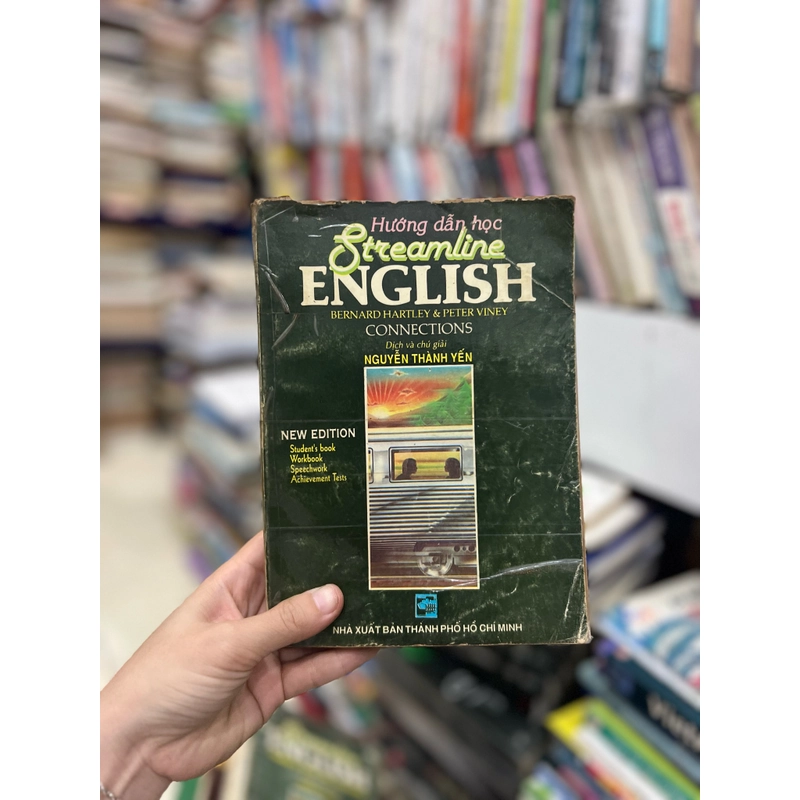 Hướng dẫn học
Streamline
ENGLISH
BERNARD HARTLEY & PETER VINEY
CONNECTIONS
Dịch và chú giải
NGUYỄN THÀNH YẾN
NEW EDITION
Student's book
Workbook
Speechwork
Achievement Tests
NHÀ XUẤT BẢN THÀNH PHỐ HỒ CHÍ MINH
ENGLISH